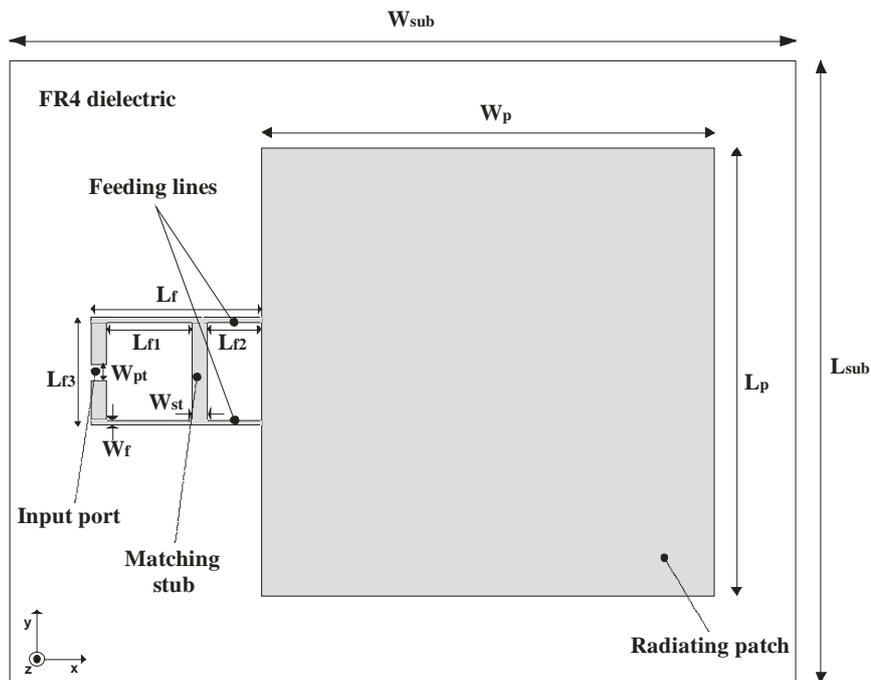 Wsub
FR4 dielectric
Wp
Feeding lines
Lf
Lf1
Lf2
Lf3
Wpt
Lp
Lsub
Wst
Wf
Input port
Matching
stub
Radiating patch
y
z
x